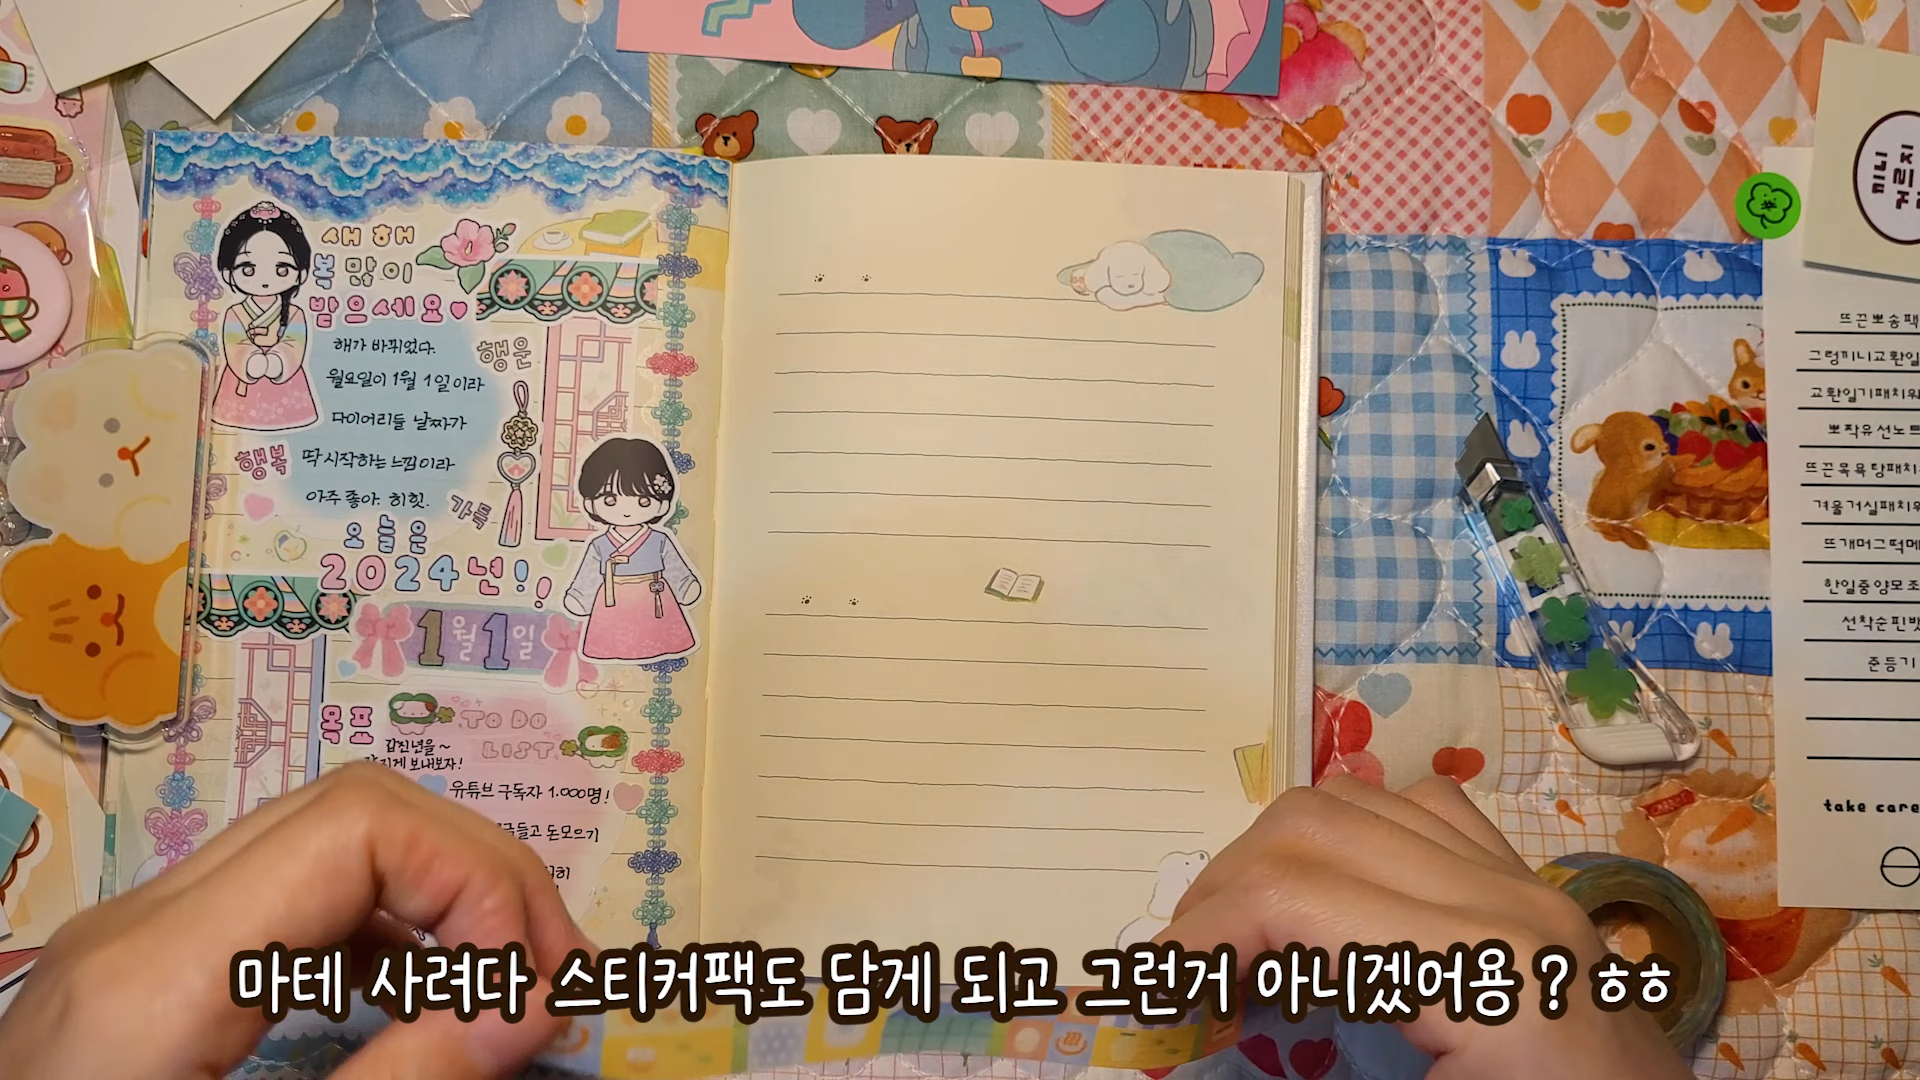 새해
복 많이
받으세요♥
해가 바뀌었다.
월요일이 1월 1일이라
다이어리들 날짜가
딱 시작하는 느낌이라
아주 좋아. 히힛.
행운
행복
가득
오늘은
2024년!!
1월 1일
목표
TO DO
LIST
갑진년을~
보내보자!
유튜브 구독자 1.000명!
돈모으기
미니
뜨끈뽀송팩
그렁끼니교환일
교환일기패치워
뽀작유선노트
뜨끈목욕탕패치
겨울거실패치워
뜨개머그떡메
한일중양모조
선착순핀뱃
준등기
take care
마테 사려다 스티커팩도 담게 되고 그런거 아니겠어용 ? ㅎㅎ